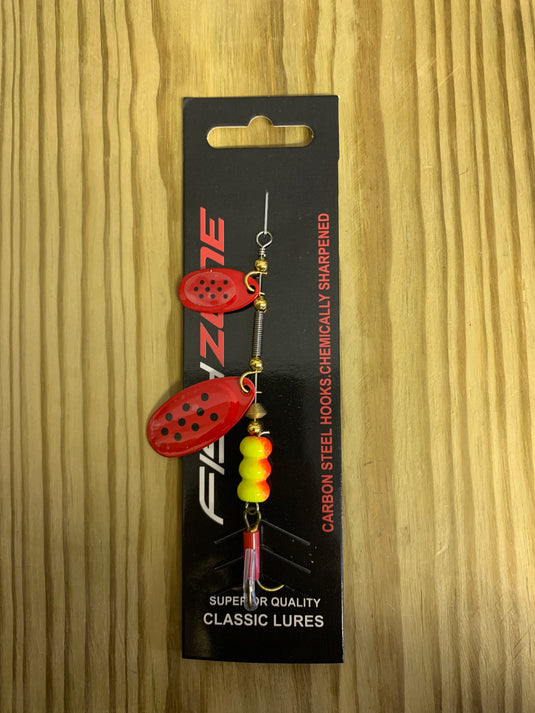 FISHZONE
CARBON STEEL HOOKS.CHEMICALLY SHARPENED
SUPERIOR QUALITY
CLASSIC LURES